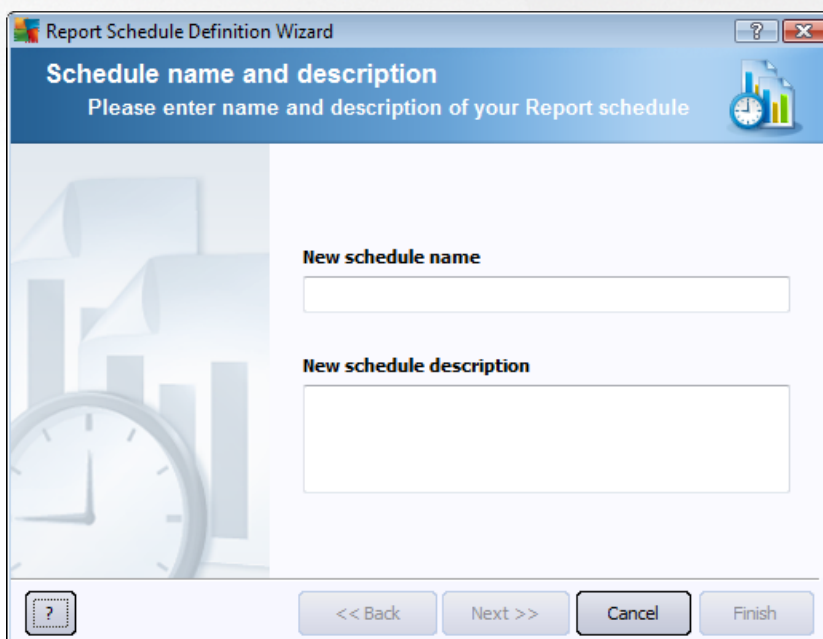 Report Schedule Definition Wizard
?
Schedule name and description
Please enter name and description of your Report schedule
New schedule name
New schedule description
?
<< Back
Next >>
Cancel
Finish